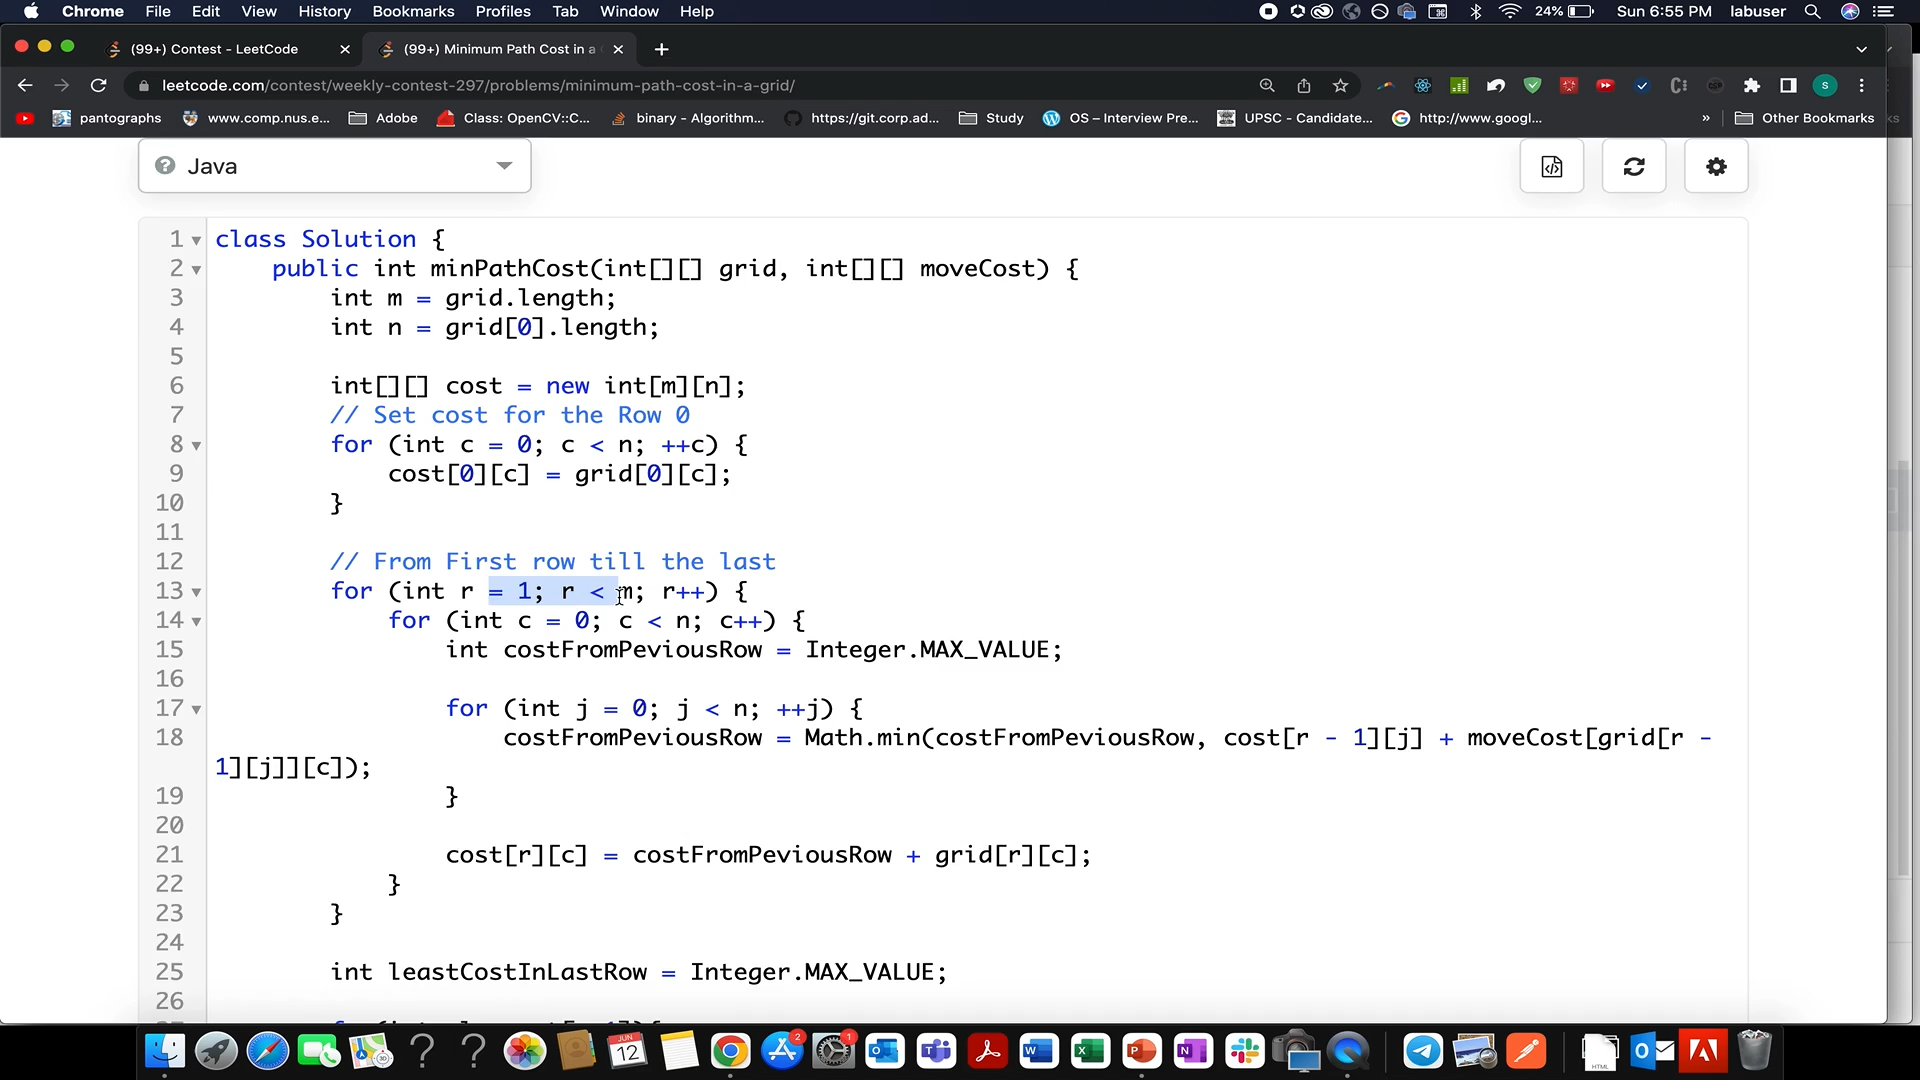 Chrome File Edit View History Bookmarks Profiles Tab Window Help 24% Sun 6:55 PM labuser
(99+) Contest - LeetCode (99+) Minimum Path Cost in a
leetcode.com/contest/weekly-contest-297/problems/minimum-path-cost-in-a-grid/ S
pantographs www.comp.nus.e... Adobe Class: OpenCV::C... binary - Algorithm... https://git.corp.ad... Study OS – Interview Pre... UPSC - Candidate... http://www.googl... » Other Bookmarks
Java
1 class Solution {
2 public int minPathCost(int[][] grid, int[][] moveCost) {
3 int m = grid.length;
4 int n = grid[0].length;
5
6 int[][] cost = new int[m][n];
7 // Set cost for the Row 0
8 for (int c = 0; c < n; ++c) {
9 cost[0][c] = grid[0][c];
10 }
11
12 // From First row till the last
13 for (int r = 1; r < m; r++) {
14 for (int c = 0; c < n; c++) {
15 int costFromPeviousRow = Integer.MAX_VALUE;
16
17 for (int j = 0; j < n; ++j) {
18 costFromPeviousRow = Math.min(costFromPeviousRow, cost[r - 1][j] + moveCost[grid[r -
1][j]][c]);
19 }
20
21 cost[r][c] = costFromPeviousRow + grid[r][c];
22 }
23 }
24
25 int leastCostInLastRow = Integer.MAX_VALUE;
26
JUN 12 2 1